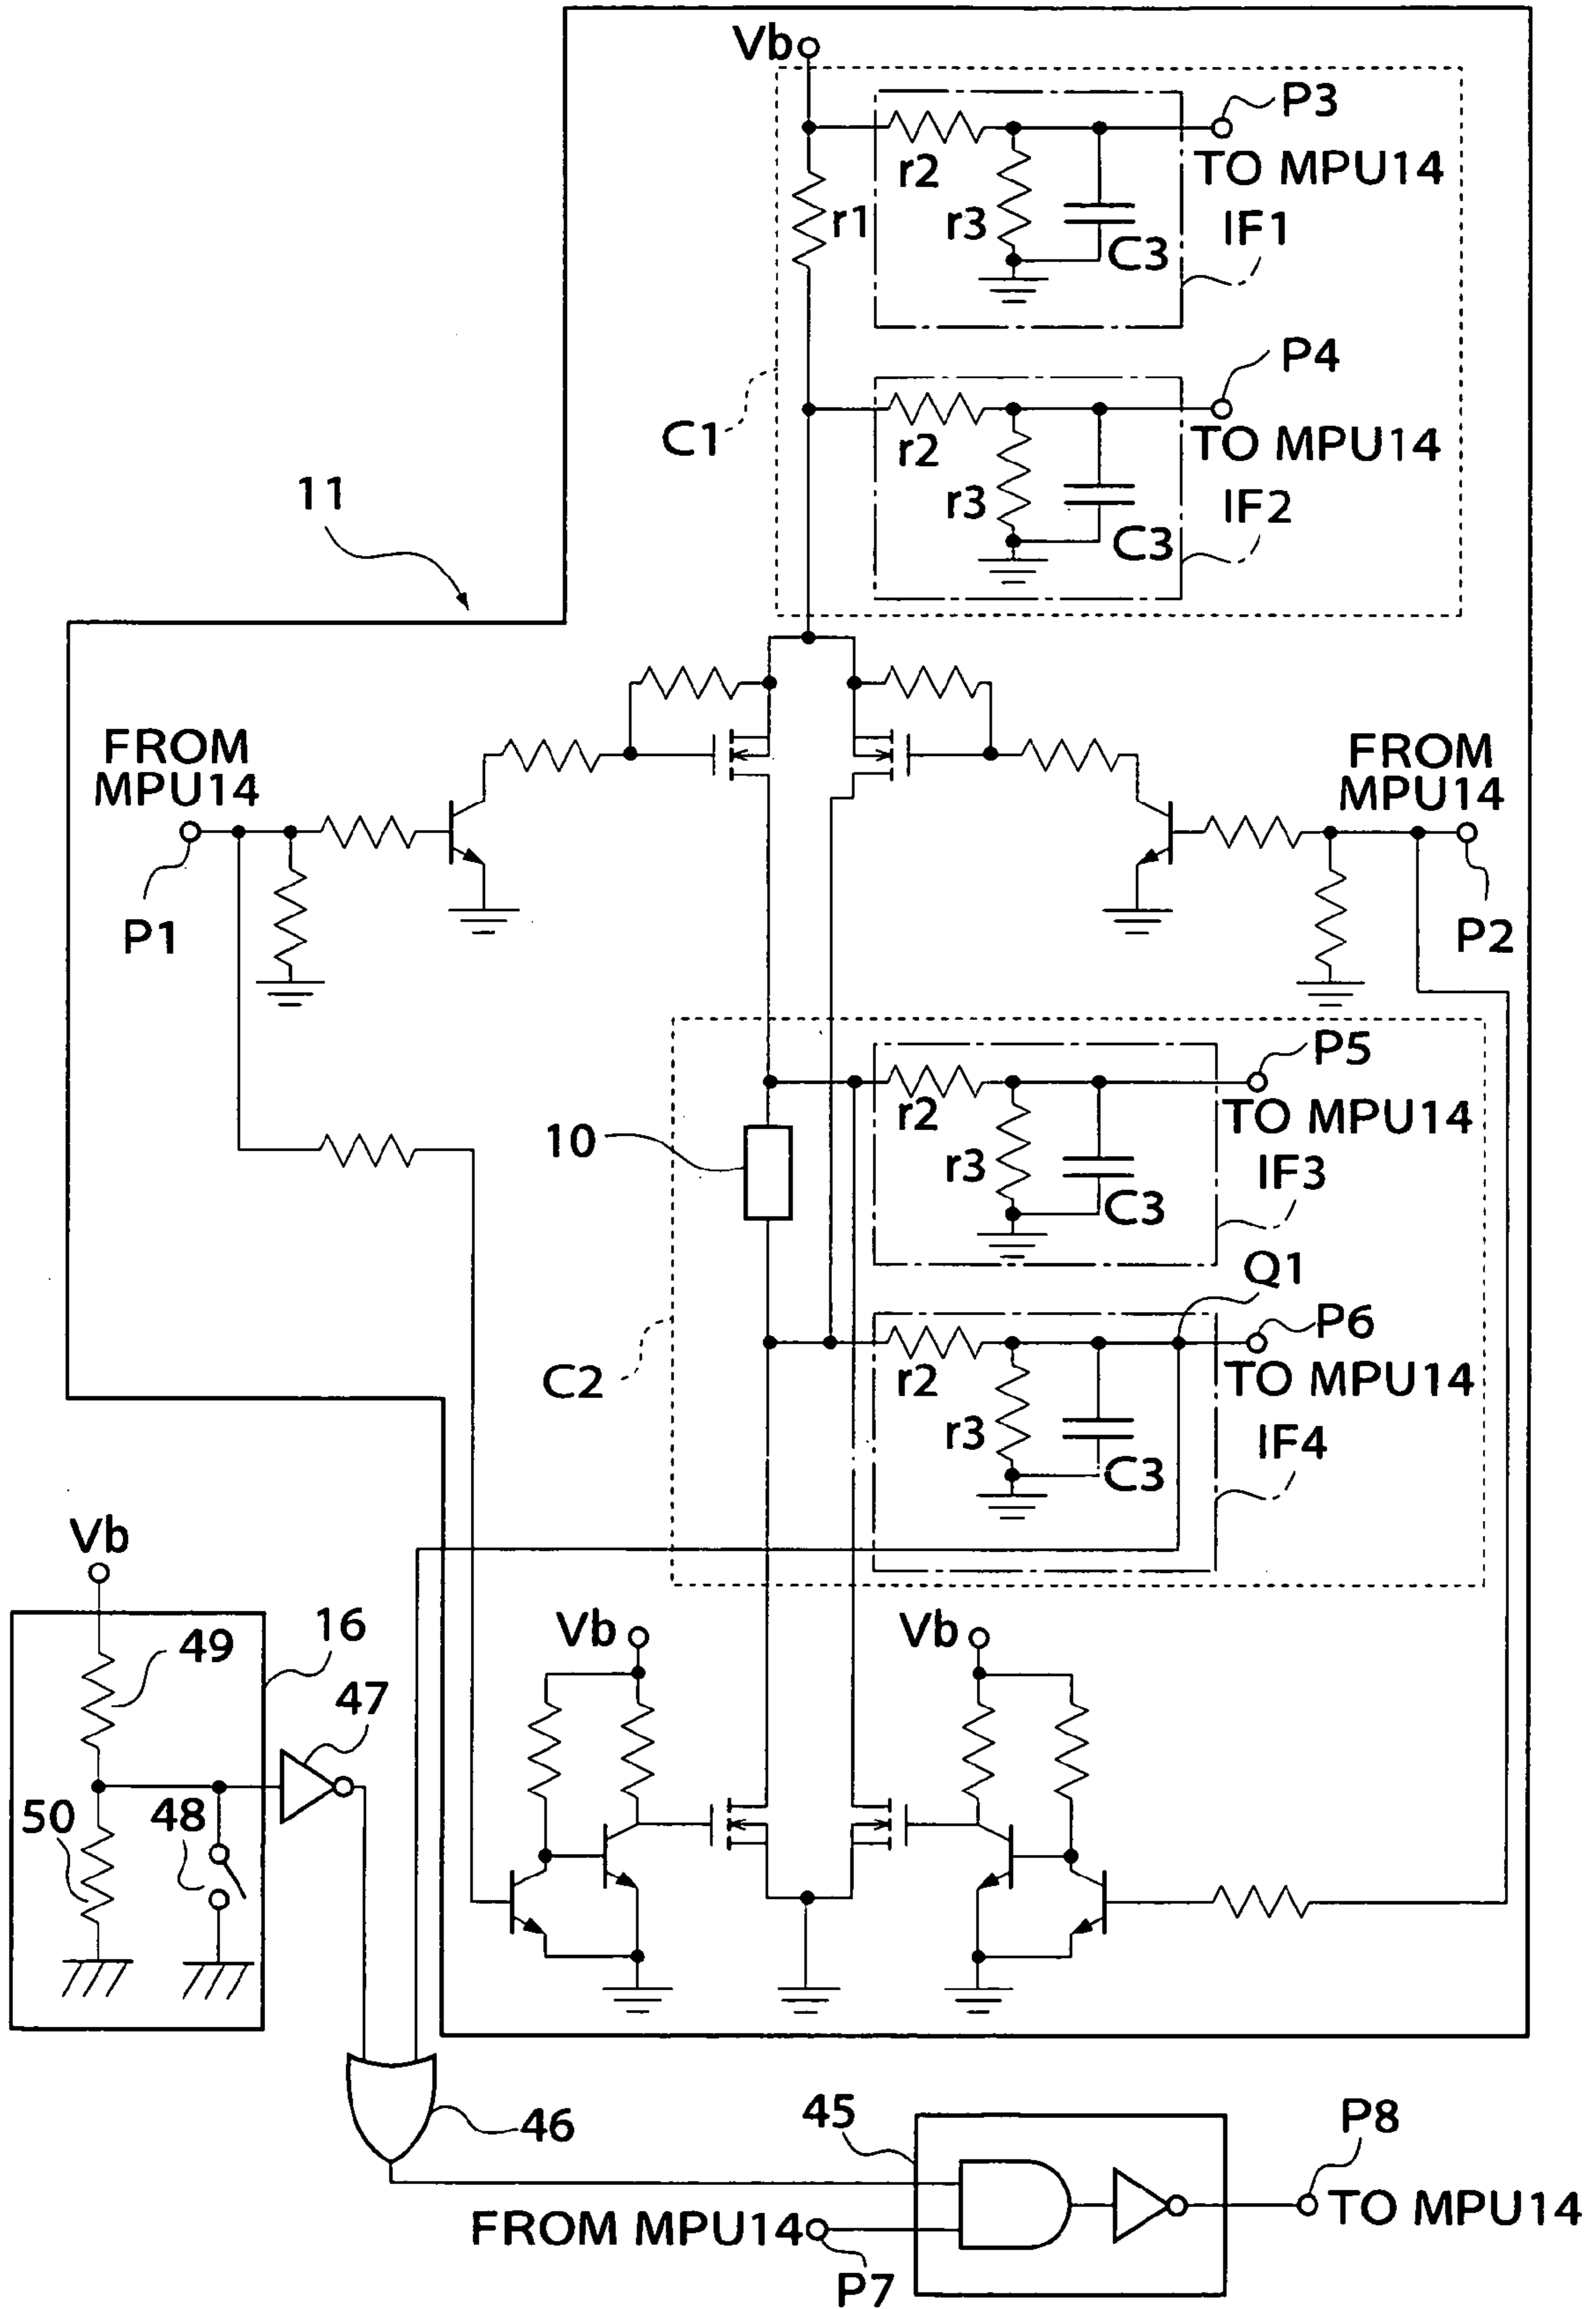 Vb
P3
r2
TO MPU14
r1
r3
C3
IF1
P4
C1
r2
TO MPU14
r3
C3
IF2
11
FROM
MPU14
FROM
MPU14
P1
P2
P5
r2
TO MPU14
10
r3
C3
IF3
Q1
P6
C2
r2
TO MPU14
r3
C3
IF4
Vb
49
16
Vb
Vb
47
50
48
46
45
P8
FROM MPU14
TO MPU14
P7